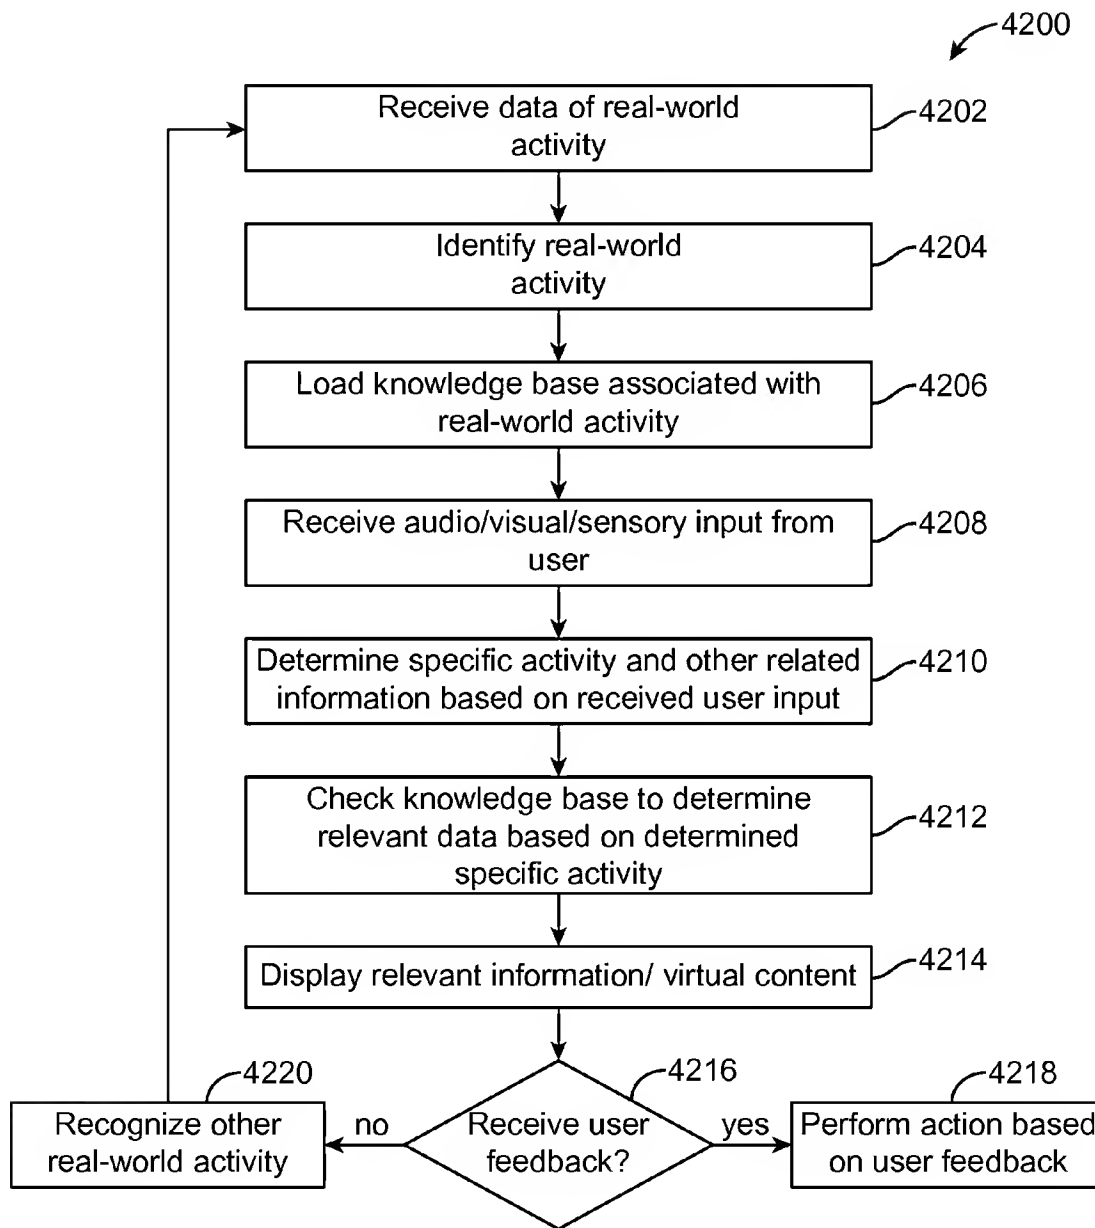 4200
Receive data of real-world
activity
4202
Identify real-world
activity
4204
Load knowledge base associated with
real-world activity
4206
Receive audio/visual/sensory input from
user
4208
Determine specific activity and other related
information based on received user input
4210
Check knowledge base to determine
relevant data based on determined
specific activity
4212
Display relevant information/ virtual content
4214
Receive user
feedback?
4216
yes
Perform action based
on user feedback
4218
no
Recognize other
real-world activity
4220